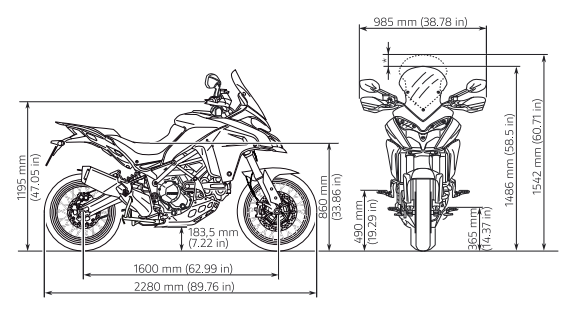 985 mm (38.78 in)
*
1195 mm
(47.05 in)
183,5 mm
(7.22 in)
860 mm
(33.86 in)
490 mm
(19.29 in)
365 mm
(14.37 in)
1486 mm (58.5 in)
1542 mm (60.71 in)
1600 mm (62.99 in)
2280 mm (89.76 in)